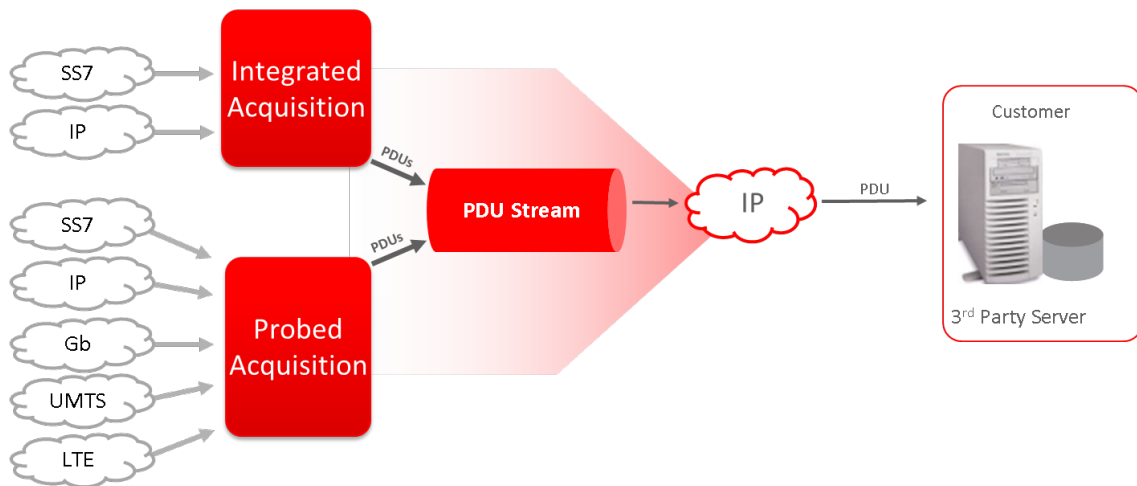 SS7
IP
Integrated
Acquisition
PDUs
SS7
IP
Gb
UMTS
LTE
Probed
Acquisition
PDUs
PDU Stream
IP
PDU
Customer
3rd Party Server